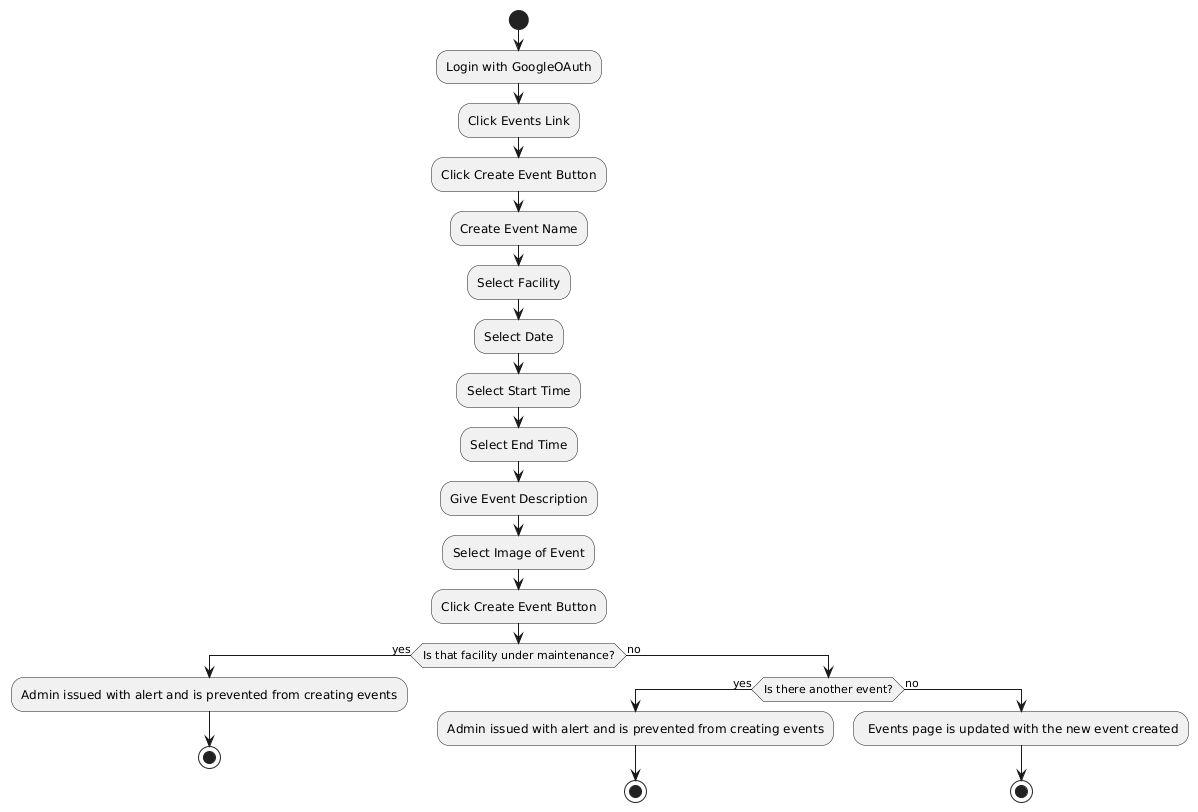 Login with GoogleOAuth
Click Events Link
Click Create Event Button
Create Event Name
Select Facility
Select Date
Select Start Time
Select End Time
Give Event Description
Select Image of Event
Click Create Event Button
yes
Is that facility under maintenance?
no
Admin issued with alert and is prevented from creating events
yes
Is there another event?
no
Admin issued with alert and is prevented from creating events
Events page is updated with the new event created